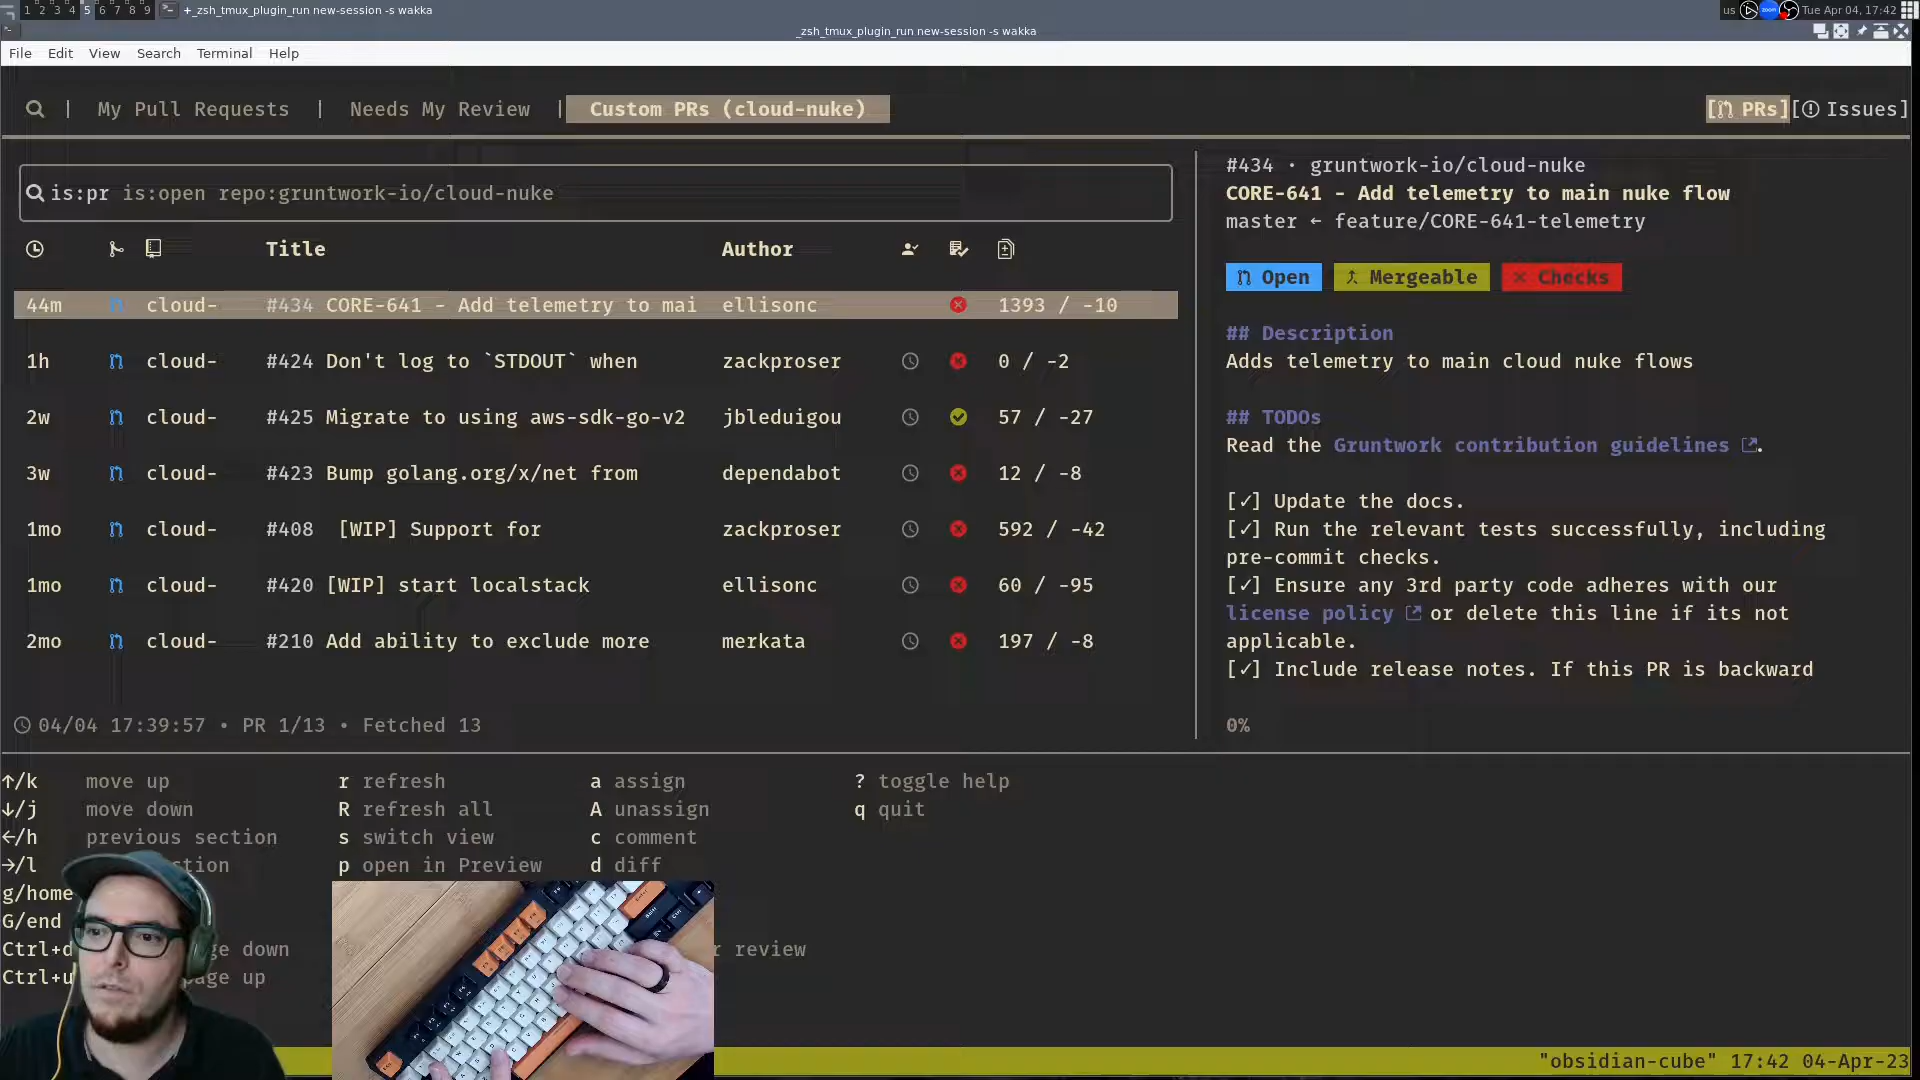 1 2 3 4 5 6 7 8 9 +_zsh_tmux_plugin_run new-session -s wakka us zoom Tue Apr 04, 17:42
_zsh_tmux_plugin_run new-session -s wakka
File Edit View Search Terminal Help
| My Pull Requests | Needs My Review | Custom PRs (cloud-nuke) [PRs][Issues]
is:pr is:open repo:gruntwork-io/cloud-nuke
Title Author
44m cloud- #434 CORE-641 - Add telemetry to mai ellisonc 1393 / -10
1h cloud- #424 Don't log to `STDOUT` when zackproser 0 / -2
2w cloud- #425 Migrate to using aws-sdk-go-v2 jbleduigou 57 / -27
3w cloud- #423 Bump golang.org/x/net from dependabot 12 / -8
1mo cloud- #408 [WIP] Support for zackproser 592 / -42
1mo cloud- #420 [WIP] start localstack ellisonc 60 / -95
2mo cloud- #210 Add ability to exclude more merkata 197 / -8
04/04 17:39:57 • PR 1/13 • Fetched 13
#434 · gruntwork-io/cloud-nuke
CORE-641 - Add telemetry to main nuke flow
master ← feature/CORE-641-telemetry
Open Mergeable × Checks
## Description
Adds telemetry to main cloud nuke flows
## TODOs
Read the Gruntwork contribution guidelines .
[✓] Update the docs.
[✓] Run the relevant tests successfully, including
pre-commit checks.
[✓] Ensure any 3rd party code adheres with our
license policy or delete this line if its not
applicable.
[✓] Include release notes. If this PR is backward
0%
↑/k move up r refresh a assign ? toggle help
↓/j move down R refresh all A unassign q quit
←/h previous section s switch view c comment
→/l p open in Preview d diff
g/home
G/end
down review
page up
"obsidian-cube" 17:42 04-Apr-23